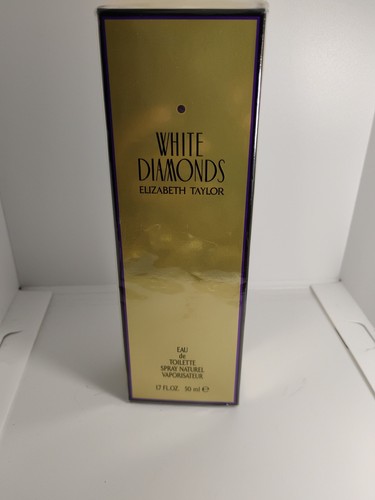 WHITE
DIAMONDS
ELIZABETH TAYLOR
EAU
de
TOILETTE
SPRAY NATUREL
VAPORISATEUR
1.7 FL.OZ. 50 ml ℮